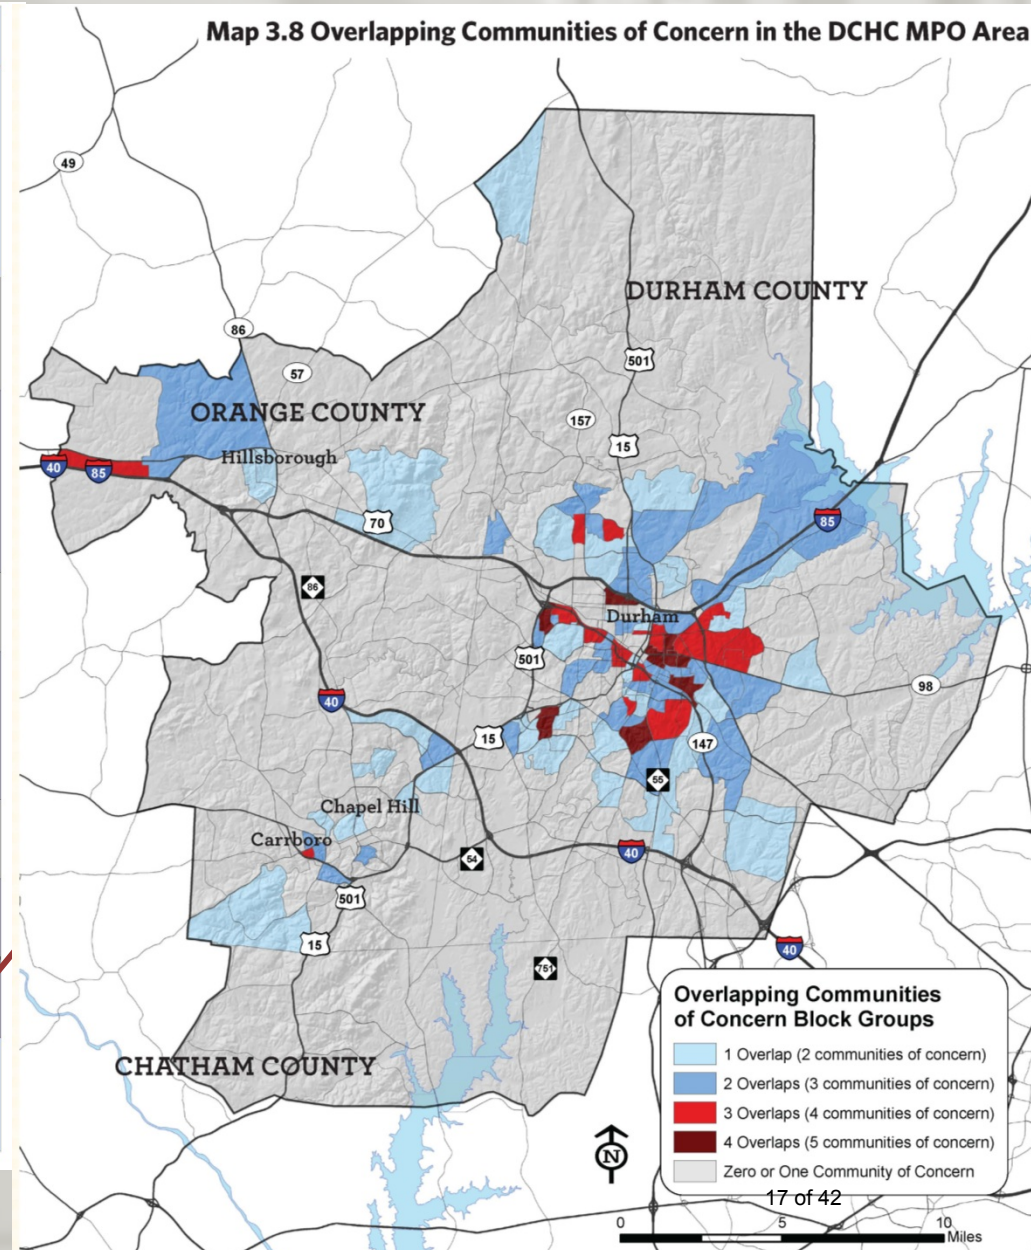 Map 3.8 Overlapping Communities of Concern in the DCHC MPO Area
49
DURHAM COUNTY
86
57
501
ORANGE COUNTY
157
15
Hillsborough
40
85
70
85
86
Durham
501
98
40
15
147
55
Chapel Hill
Carrboro
54
40
501
15
40
751
CHATHAM COUNTY
Overlapping Communities
of Concern Block Groups
1 Overlap (2 communities of concern)
2 Overlaps (3 communities of concern)
3 Overlaps (4 communities of concern)
4 Overlaps (5 communities of concern)
Zero or One Community of Concern
N
17 of 42
0 5 10
Miles